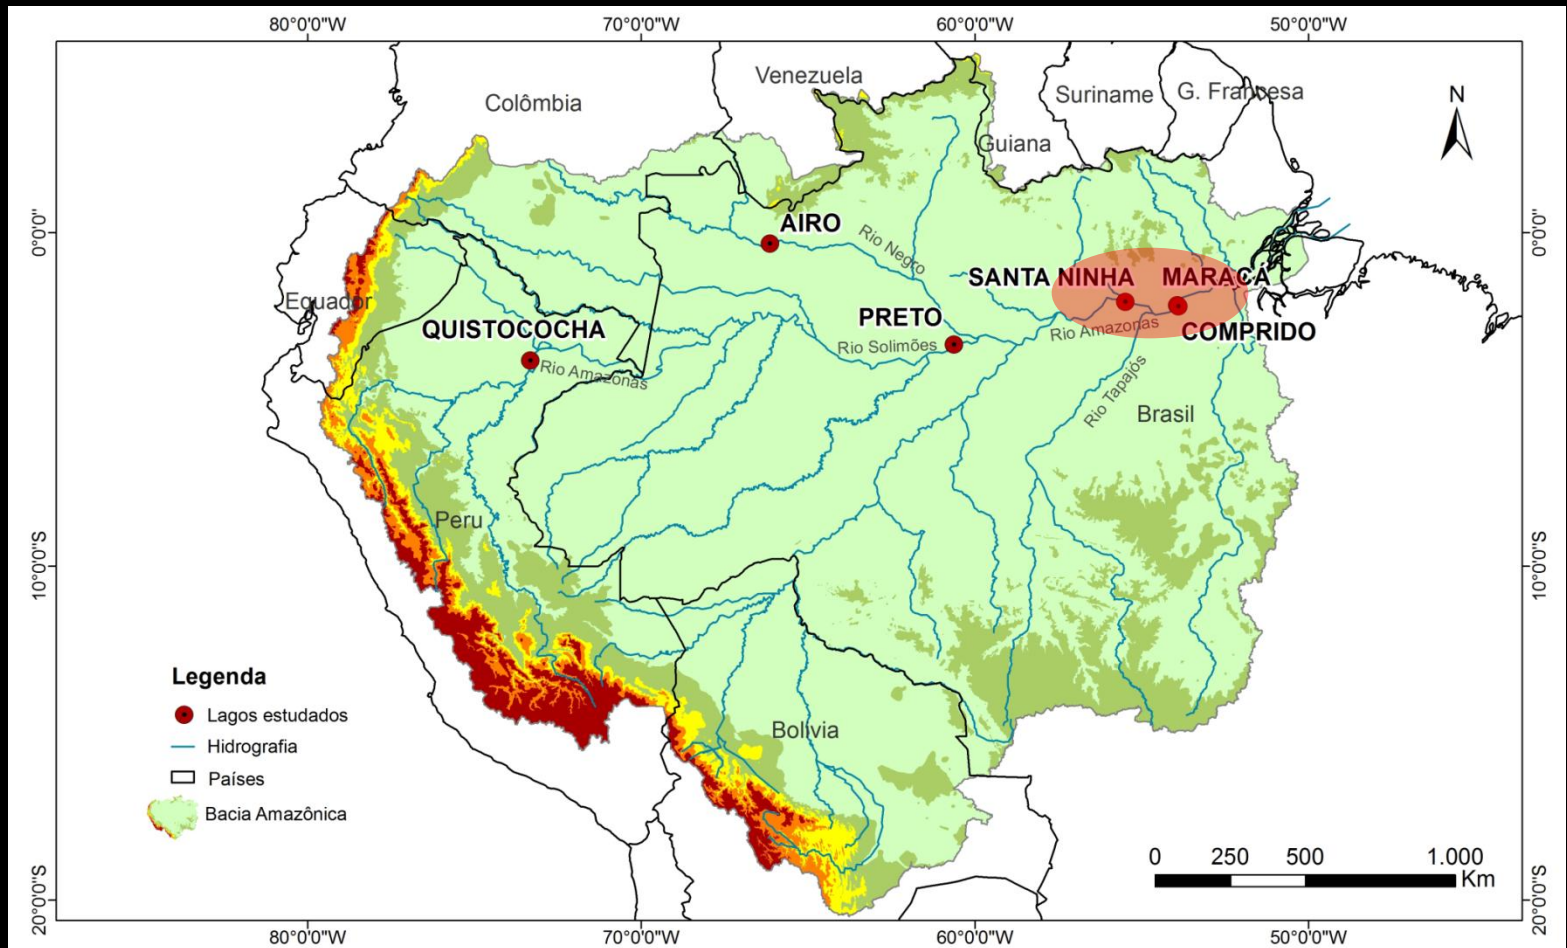 80°0'0"W 70°0'0"W 60°0'0"W 50°0'0"W
Venezuela
Colômbia
Suriname
G. Francesa
N
Guiana
0°0'0"
0°0'0"
AIRO
Rio Negro
SANTA NINHA
MARACÁ
Equador
QUISTOCOCHA
PRETO
Rio Solimões
Rio Amazonas
COMPRIDO
Rio Amazonas
Rio Tapajós
Brasil
Peru
10°0'0"S
10°0'0"S
Legenda
Lagos estudados
Hidrografia
Países
Bacia Amazônica
Bolívia
0 250 500 1.000
Km
20°0'0"S
20°0'0"S
80°0'0"W 70°0'0"W 60°0'0"W 50°0'0"W